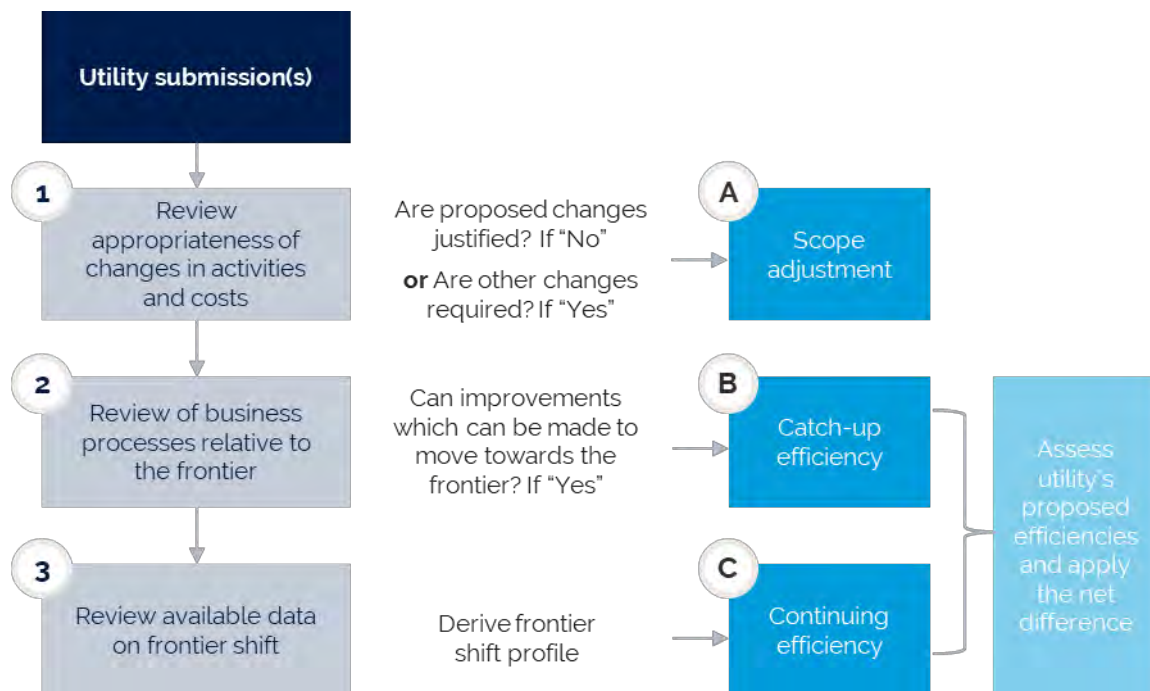 Utility submission(s)
1
Review
appropriateness of
changes in activities
and costs
Are proposed changes
justified? If “No”
or Are other changes
required? If “Yes”
A
Scope
adjustment
2
Review of business
processes relative to
the frontier
Can improvements
which can be made to
move towards the
frontier? If “Yes”
B
Catch-up
efficiency
3
Review available data
on frontier shift
Derive frontier
shift profile
C
Continuing
efficiency
Assess
utility’s
proposed
efficiencies
and apply
the net
difference